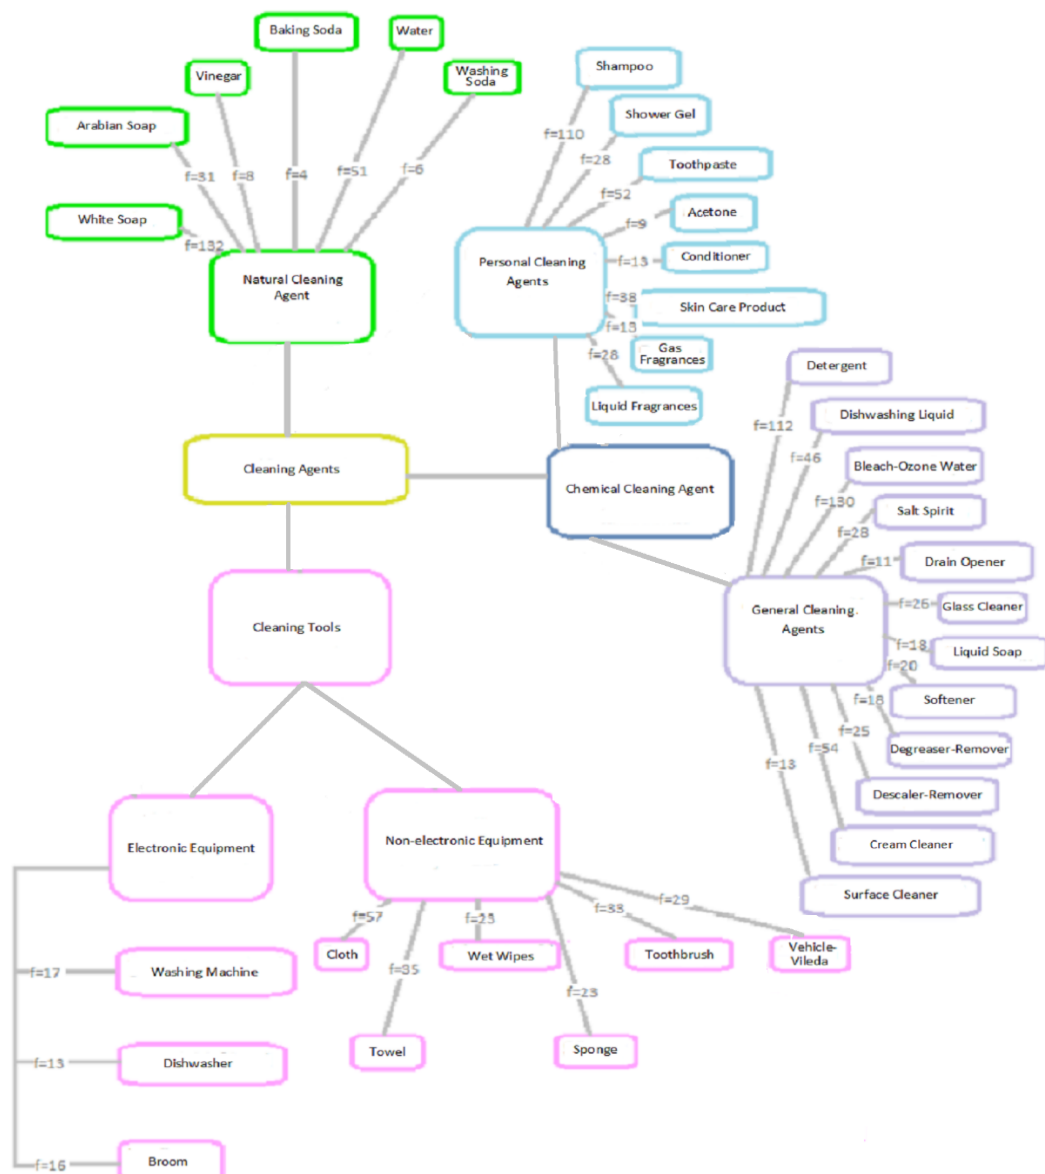 Baking Soda
Water
Vinegar
Washing
Soda
Arabian Soap
White Soap
f=31
f=8
f=4
f=51
f=6
f=132
Natural Cleaning
Agent
Shampoo
Shower Gel
Toothpaste
Acetone
Conditioner
Skin Care Product
Gas
Fragrances
Liquid Fragrances
f=110
f=28
f=52
f=9
f=13
f=38
f=13
f=28
Personal Cleaning
Agents
Cleaning Agents
Chemical Cleaning Agent
Detergent
Dishwashing Liquid
Bleach-Ozone Water
Salt Spirit
Drain Opener
Glass Cleaner
Liquid Soap
Softener
Degreaser-Remover
Descaler-Remover
Cream Cleaner
Surface Cleaner
f=112
f=46
f=130
f=28
f=11
f=26
f=18
f=20
f=18
f=25
f=54
f=13
General Cleaning.
Agents
Cleaning Tools
Electronic Equipment
Non-electronic Equipment
f=57
f=35
f=23
f=23
f=33
f=29
Cloth
Wet Wipes
Toothbrush
Vehicle-
Vileda
Towel
Sponge
f=17
Washing Machine
f=13
Dishwasher
f=16
Broom